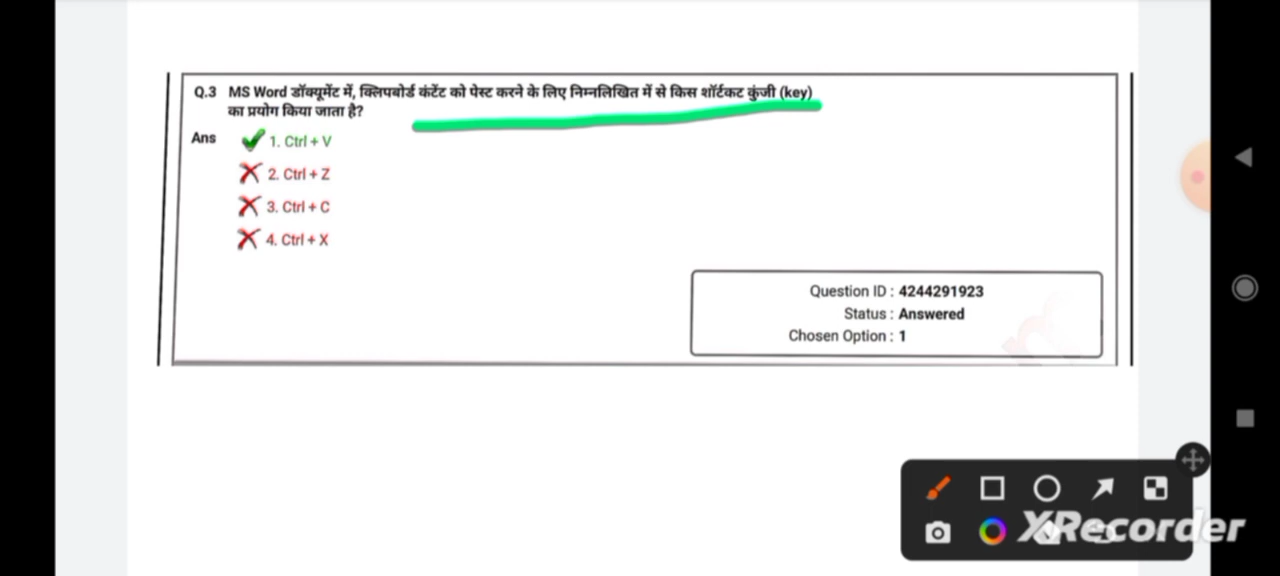 Q.3 MS Word डॉक्यूमेंट में, क्लिपबोर्ड कंटेंट को पेस्ट करने के लिए निम्नलिखित में से किस शॉर्टकट कुंजी (key)
का प्रयोग किया जाता है?
Ans 1. Ctrl + V
2. Ctrl + Z
3. Ctrl + C
4. Ctrl + X
Question ID : 4244291923
Status : Answered
Chosen Option : 1
XRecorder